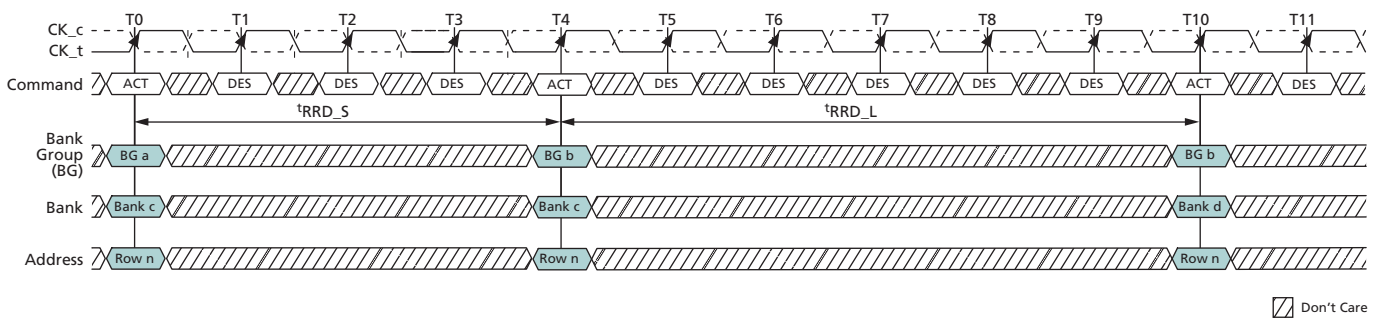 T0 T1 T2 T3 T4 T5 T6 T7 T8 T9 T10 T11
CK_c
CK_t
Command ACT DES DES DES ACT DES DES DES DES DES ACT DES
tRRD_S tRRD_L
Bank
Group
(BG)
BG a BG b BG b
Bank Bank c Bank c Bank d
Address Row n Row n Row n
Don't Care